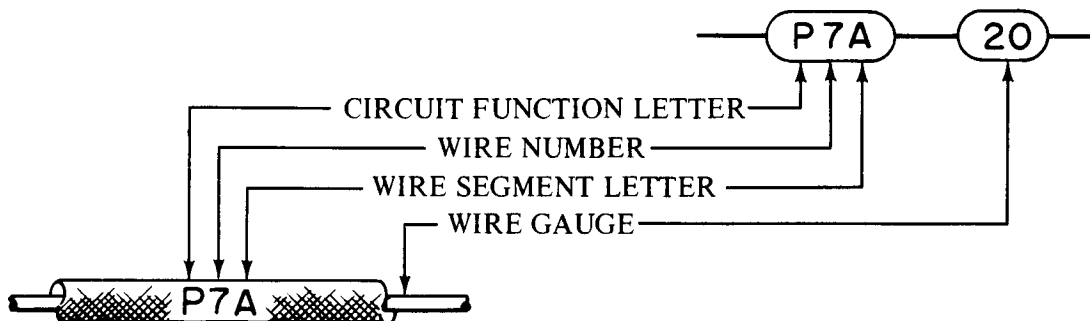 P7A 20
CIRCUIT FUNCTION LETTER
WIRE NUMBER
WIRE SEGMENT LETTER
WIRE GAUGE
P7A